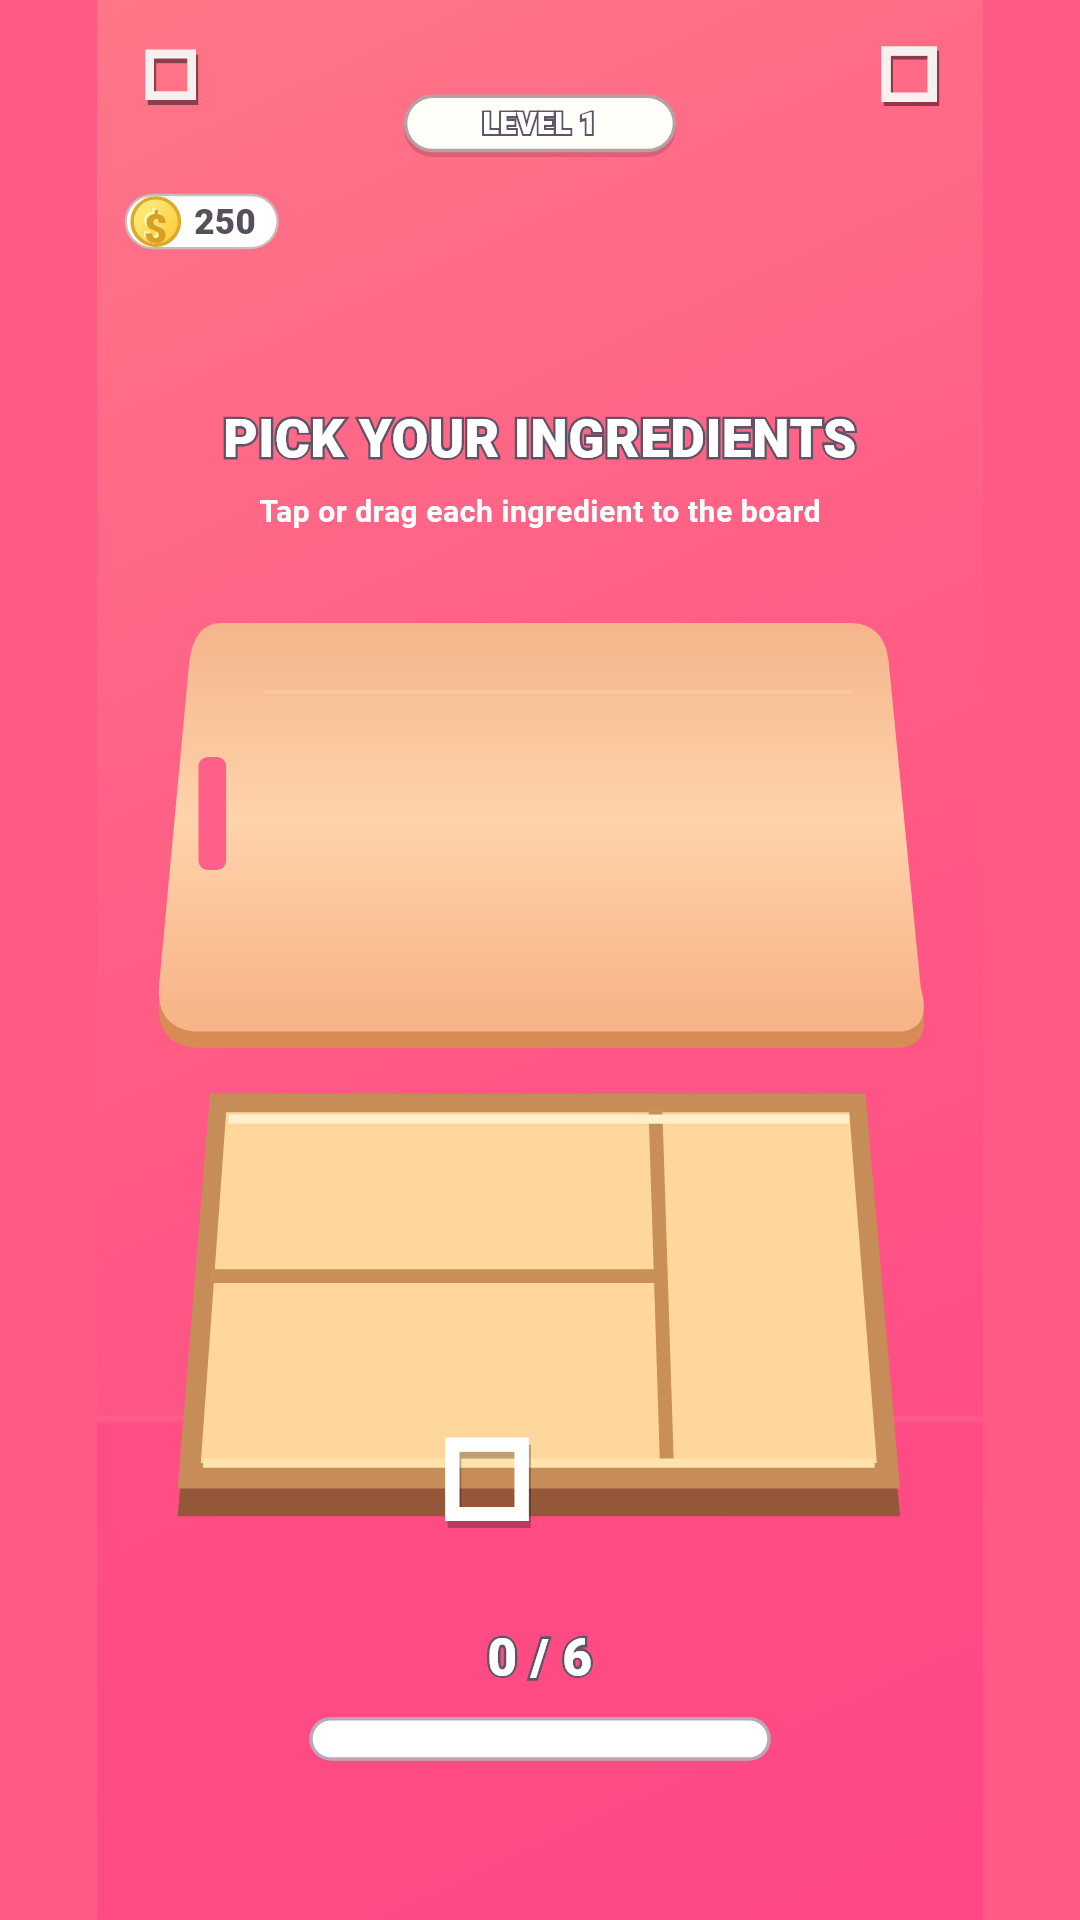 LEVEL 1
$ 250
PICK YOUR INGREDIENTS
Tap or drag each ingredient to the board
0 / 6